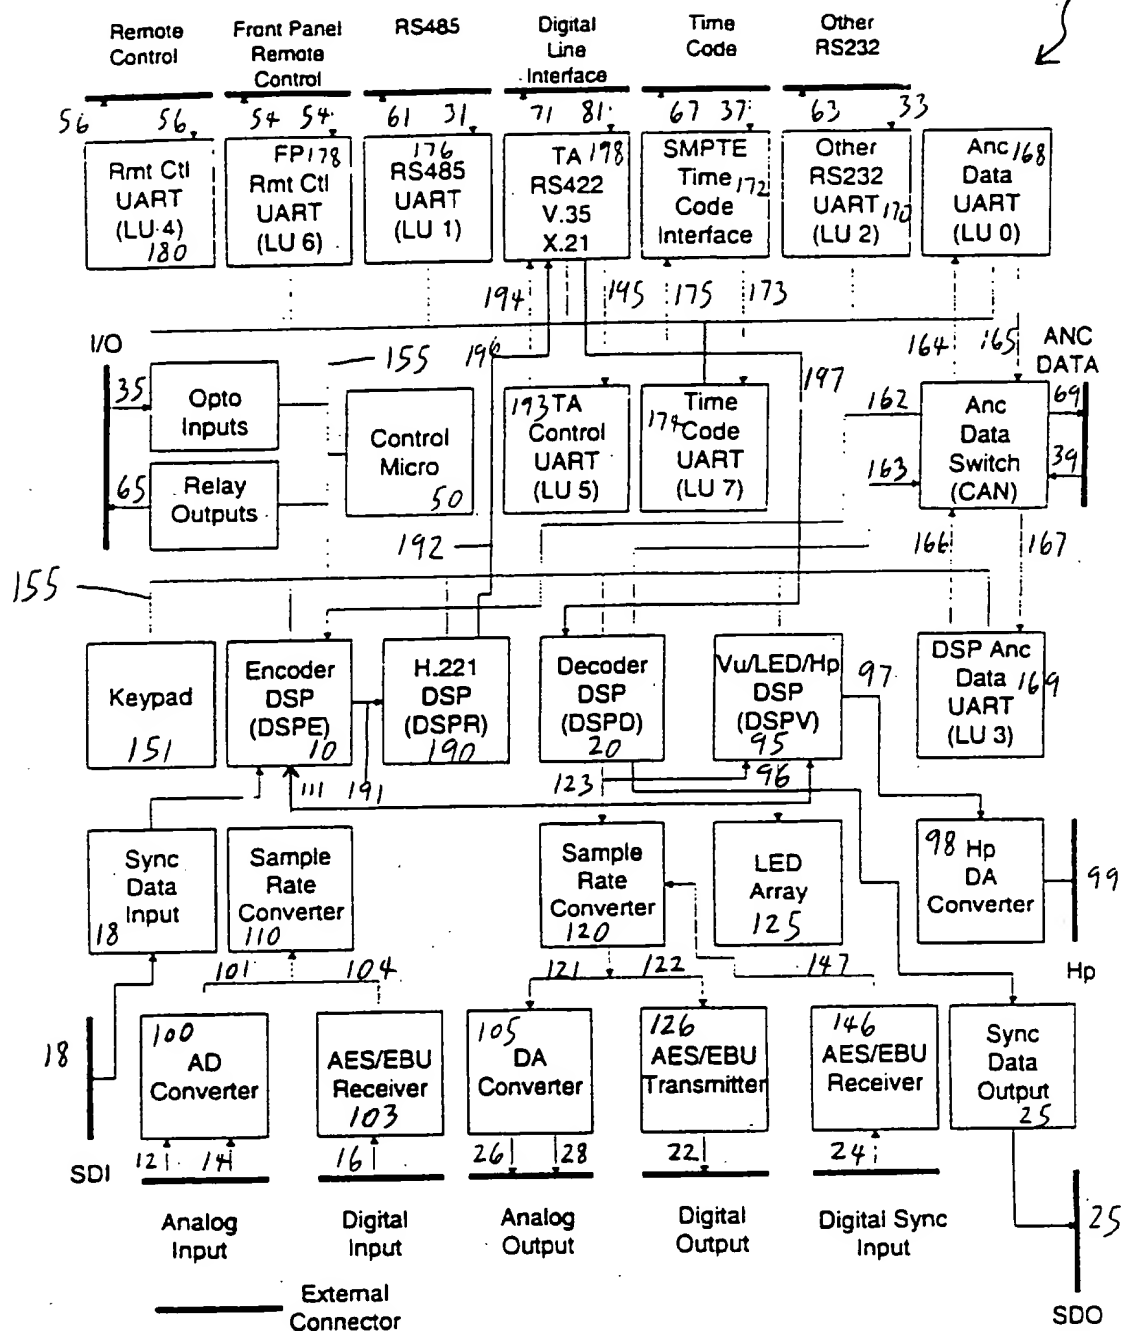 Remote
Control
Front Panel
Remote
Control
RS485
Digital
Line
Interface
Time
Code
Other
RS232
56
56
54
54
61
31
71
81
67
37
63
33
Rmt Ctl
UART
(LU 4)
180
FP 178
Rmt Ctl
UART
(LU 6)
176
RS485
UART
(LU 1)
TA 198
RS422
V.35
X.21
SMPTE
Time
172
Code
Interface
Other
RS232
UART 170
(LU 2)
Anc
168
Data
UART
(LU 0)
194
195
175
173
164
165
I/O
155
196
197
ANC
DATA
35
Opto
Inputs
65
Relay
Outputs
Control
Micro
50
193 TA
Control
UART
(LU 5)
Time
174 Code
UART
(LU 7)
162
163
Anc
Data
Switch
(CAN)
69
39
192
166
167
155
Keypad
151
Encoder
DSP
(DSPE)
10
H.221
DSP
(DSPR)
190
Decoder
DSP
(DSPD)
20
Vu/LED/Hp
DSP
(DSPV)
95
97
DSP Anc
Data
169
UART
(LU 3)
111
191
123
96
Sync
Data
Input
18
Sample
Rate
Converter
110
Sample
Rate
Converter
120
LED
Array
125
98 Hp
DA
Converter
99
Hp
101
104
121
122
147
18
SDI
100
AD
Converter
AES/EBU
Receiver
103
105
DA
Converter
126
AES/EBU
Transmitter
146
AES/EBU
Receiver
Sync
Data
Output
25
12
14
16
26
28
22
24
25
SDO
Analog
Input
Digital
Input
Analog
Output
Digital
Output
Digital Sync
Input
External
Connector